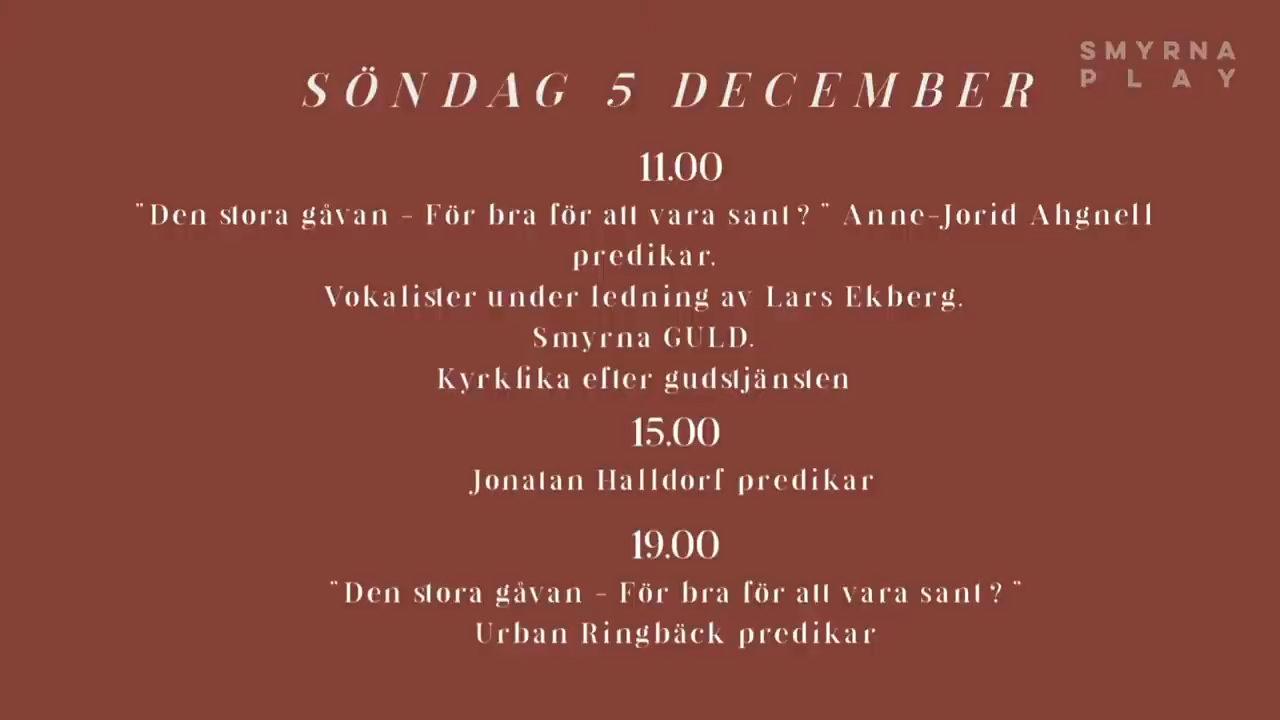 SMYRNA
PLAY
SÖNDAG 5 DECEMBER
11.00
"Den stora gåvan - För bra för att vara sant? " Anne-Jorid Ahgnell
predikar.
Vokalister under ledning av Lars Ekberg.
Smyrna GULD.
Kyrkfika efter gudstjänsten
15.00
Jonatan Halldorf predikar
19.00
"Den stora gåvan - För bra för att vara sant? "
Urban Ringbäck predikar